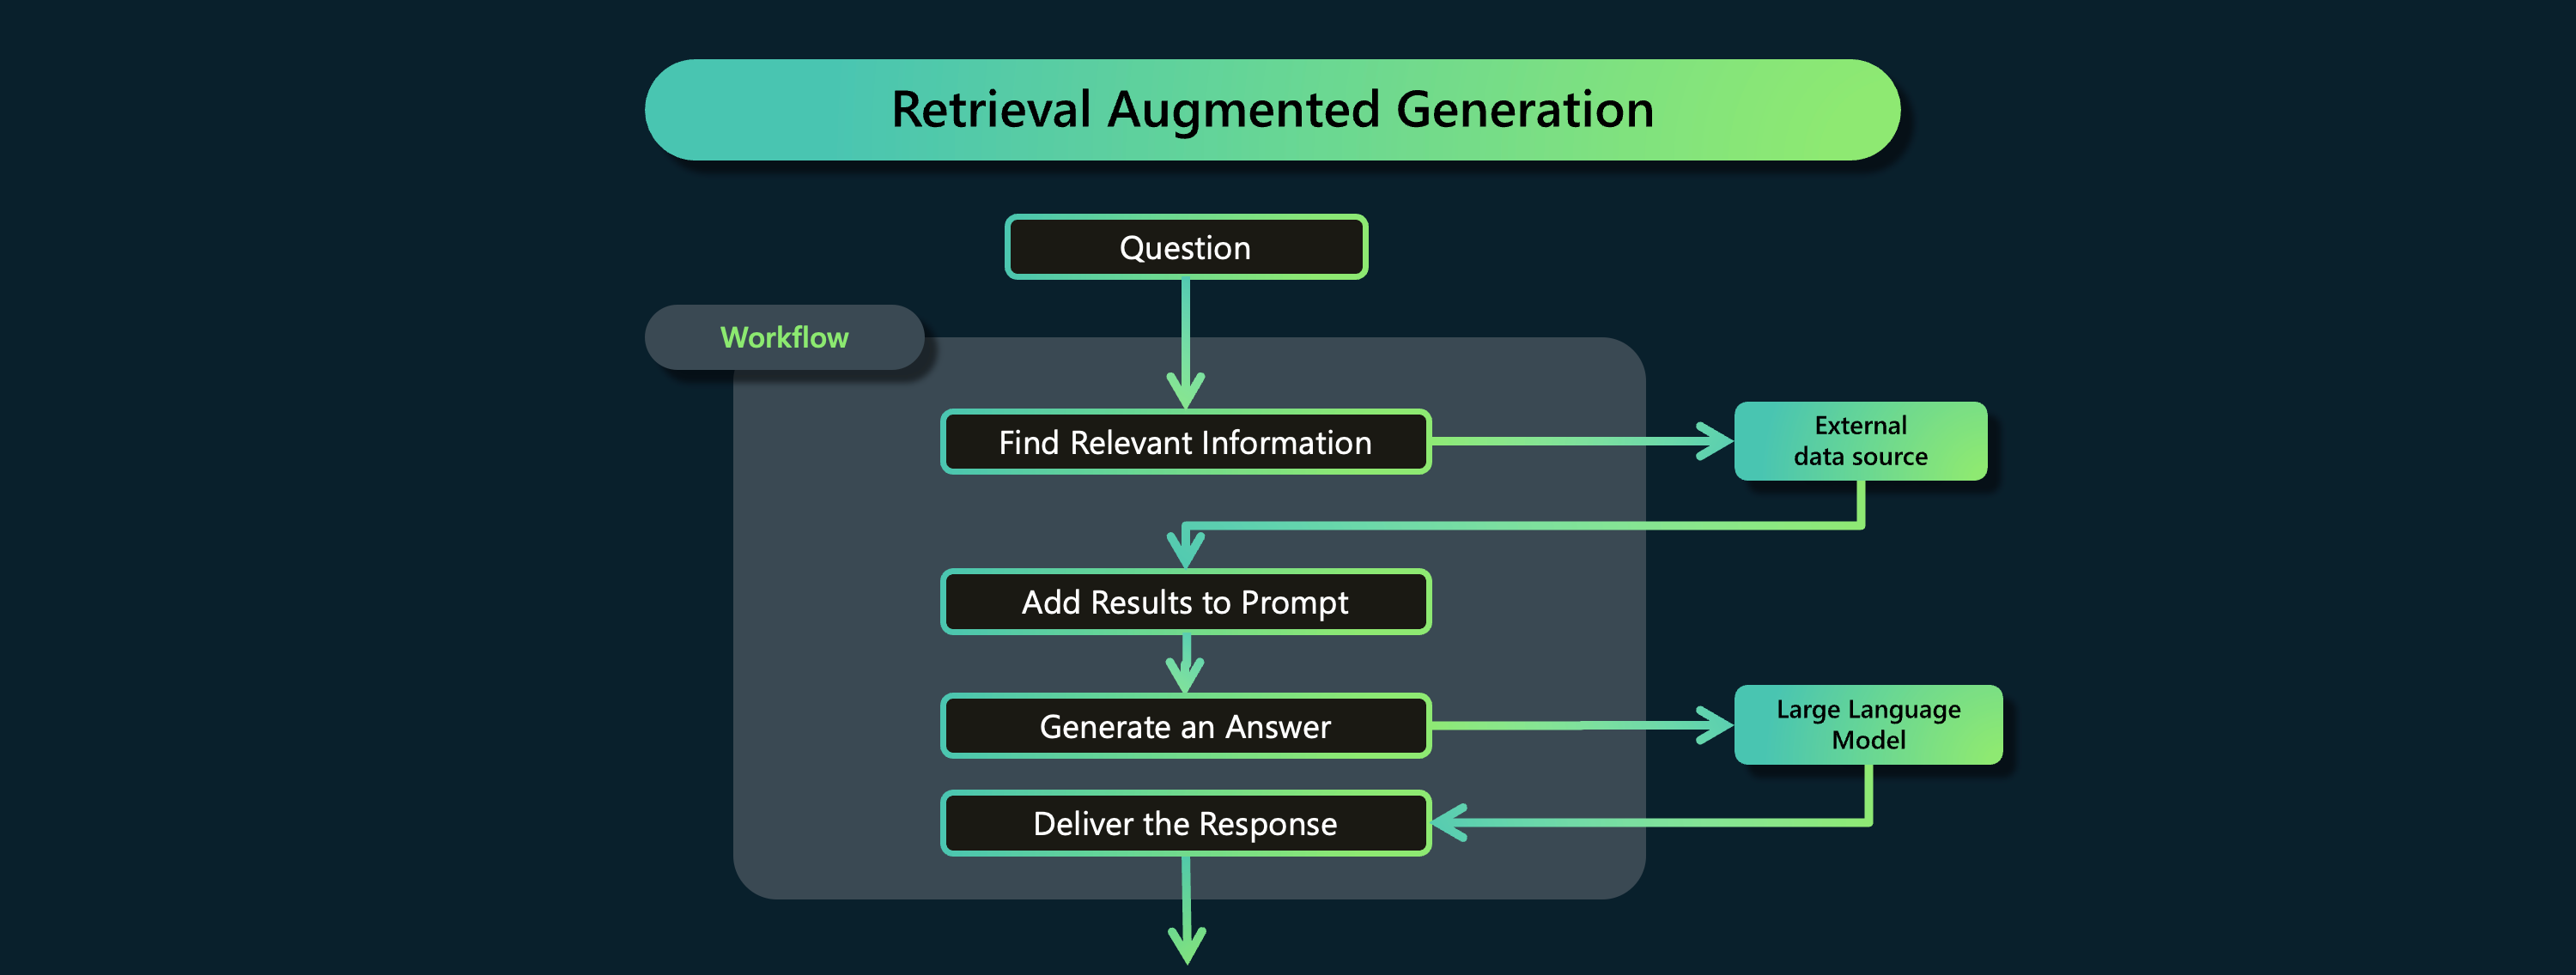 Retrieval Augmented Generation
Question
Workflow
Find Relevant Information
External
data source
Add Results to Prompt
Generate an Answer
Large Language
Model
Deliver the Response